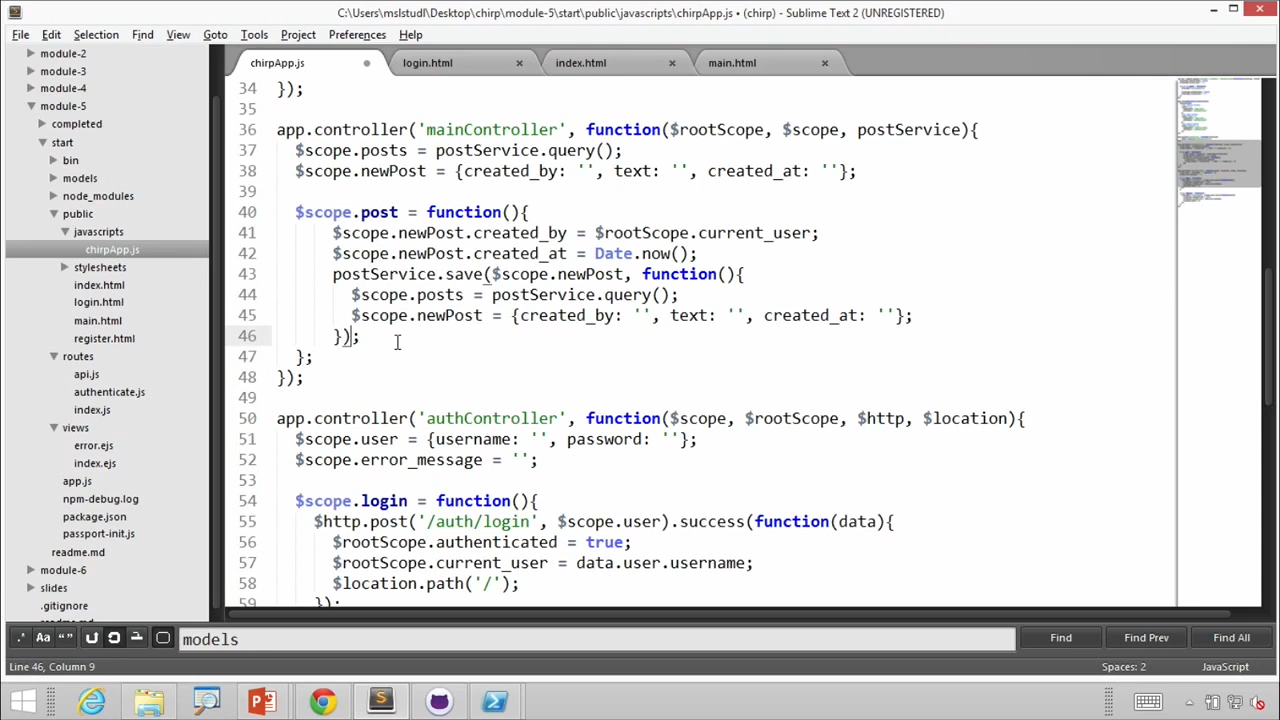 C:\Users\mslstudl\Desktop\chirp\module-5\start\public\javascripts\chirpApp.js • (chirp) - Sublime Text 2 (UNREGISTERED)
File Edit Selection Find View Goto Tools Project Preferences Help
module-2
module-3
module-4
module-5
completed
start
bin
models
node_modules
public
javascripts
chirpApp.js
stylesheets
index.html
login.html
main.html
register.html
routes
api.js
authenticate.js
index.js
views
error.ejs
index.ejs
app.js
npm-debug.log
package.json
passport-init.js
readme.md
module-6
slides
.gitignore
chirpApp.js login.html index.html main.html
34 });
35
36 app.controller('mainController', function($rootScope, $scope, postService){
37 $scope.posts = postService.query();
38 $scope.newPost = {created_by: '', text: '', created_at: ''};
39
40 $scope.post = function(){
41 $scope.newPost.created_by = $rootScope.current_user;
42 $scope.newPost.created_at = Date.now();
43 postService.save($scope.newPost, function(){
44 $scope.posts = postService.query();
45 $scope.newPost = {created_by: '', text: '', created_at: ''};
46 });
47 };
48 });
49
50 app.controller('authController', function($scope, $rootScope, $http, $location){
51 $scope.user = {username: '', password: ''};
52 $scope.error_message = '';
53
54 $scope.login = function(){
55 $http.post('/auth/login', $scope.user).success(function(data){
56 $rootScope.authenticated = true;
57 $rootScope.current_user = data.user.username;
58 $location.path('/');
59 });
.* Aa “ ” models Find Find Prev Find All
Line 46, Column 9 Spaces: 2 JavaScript